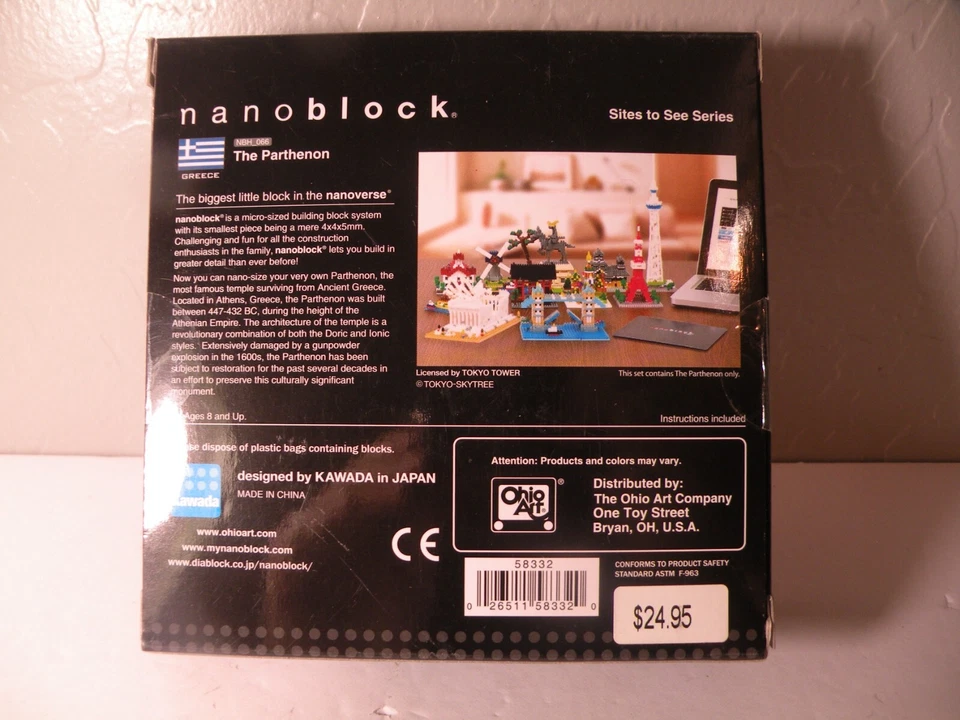 nanoblock®
Sites to See Series
NBH_066
The Parthenon
GREECE
The biggest little block in the nanoverse®
nanoblock® is a micro-sized building block system
with its smallest piece being a mere 4x4x5mm.
Challenging and fun for all the construction
enthusiasts in the family, nanoblock® lets you build in
greater detail than ever before!
Now you can nano-size your very own Parthenon, the
most famous temple surviving from Ancient Greece.
Located in Athens, Greece, the Parthenon was built
between 447-432 BC, during the height of the
Athenian Empire. The architecture of the temple is a
revolutionary combination of both the Doric and Ionic
styles. Extensively damaged by a gunpowder
explosion in the 1600s, the Parthenon has been
subject to restoration for the past several decades in
an effort to preserve this culturally significant
monument.
Licensed by TOKYO TOWER
© TOKYO-SKYTREE
This set contains The Parthenon only.
Ages 8 and Up.
Instructions included
dispose of plastic bags containing blocks.
Kawada
designed by KAWADA in JAPAN
MADE IN CHINA
www.ohioart.com
www.mynanoblock.com
www.diablock.co.jp/nanoblock/
CE
Attention: Products and colors may vary.
Ohio Art®
Distributed by:
The Ohio Art Company
One Toy Street
Bryan, OH, U.S.A.
58332
0 26511 58332 0
CONFORMS TO PRODUCT SAFETY
STANDARD ASTM F-963
$24.95